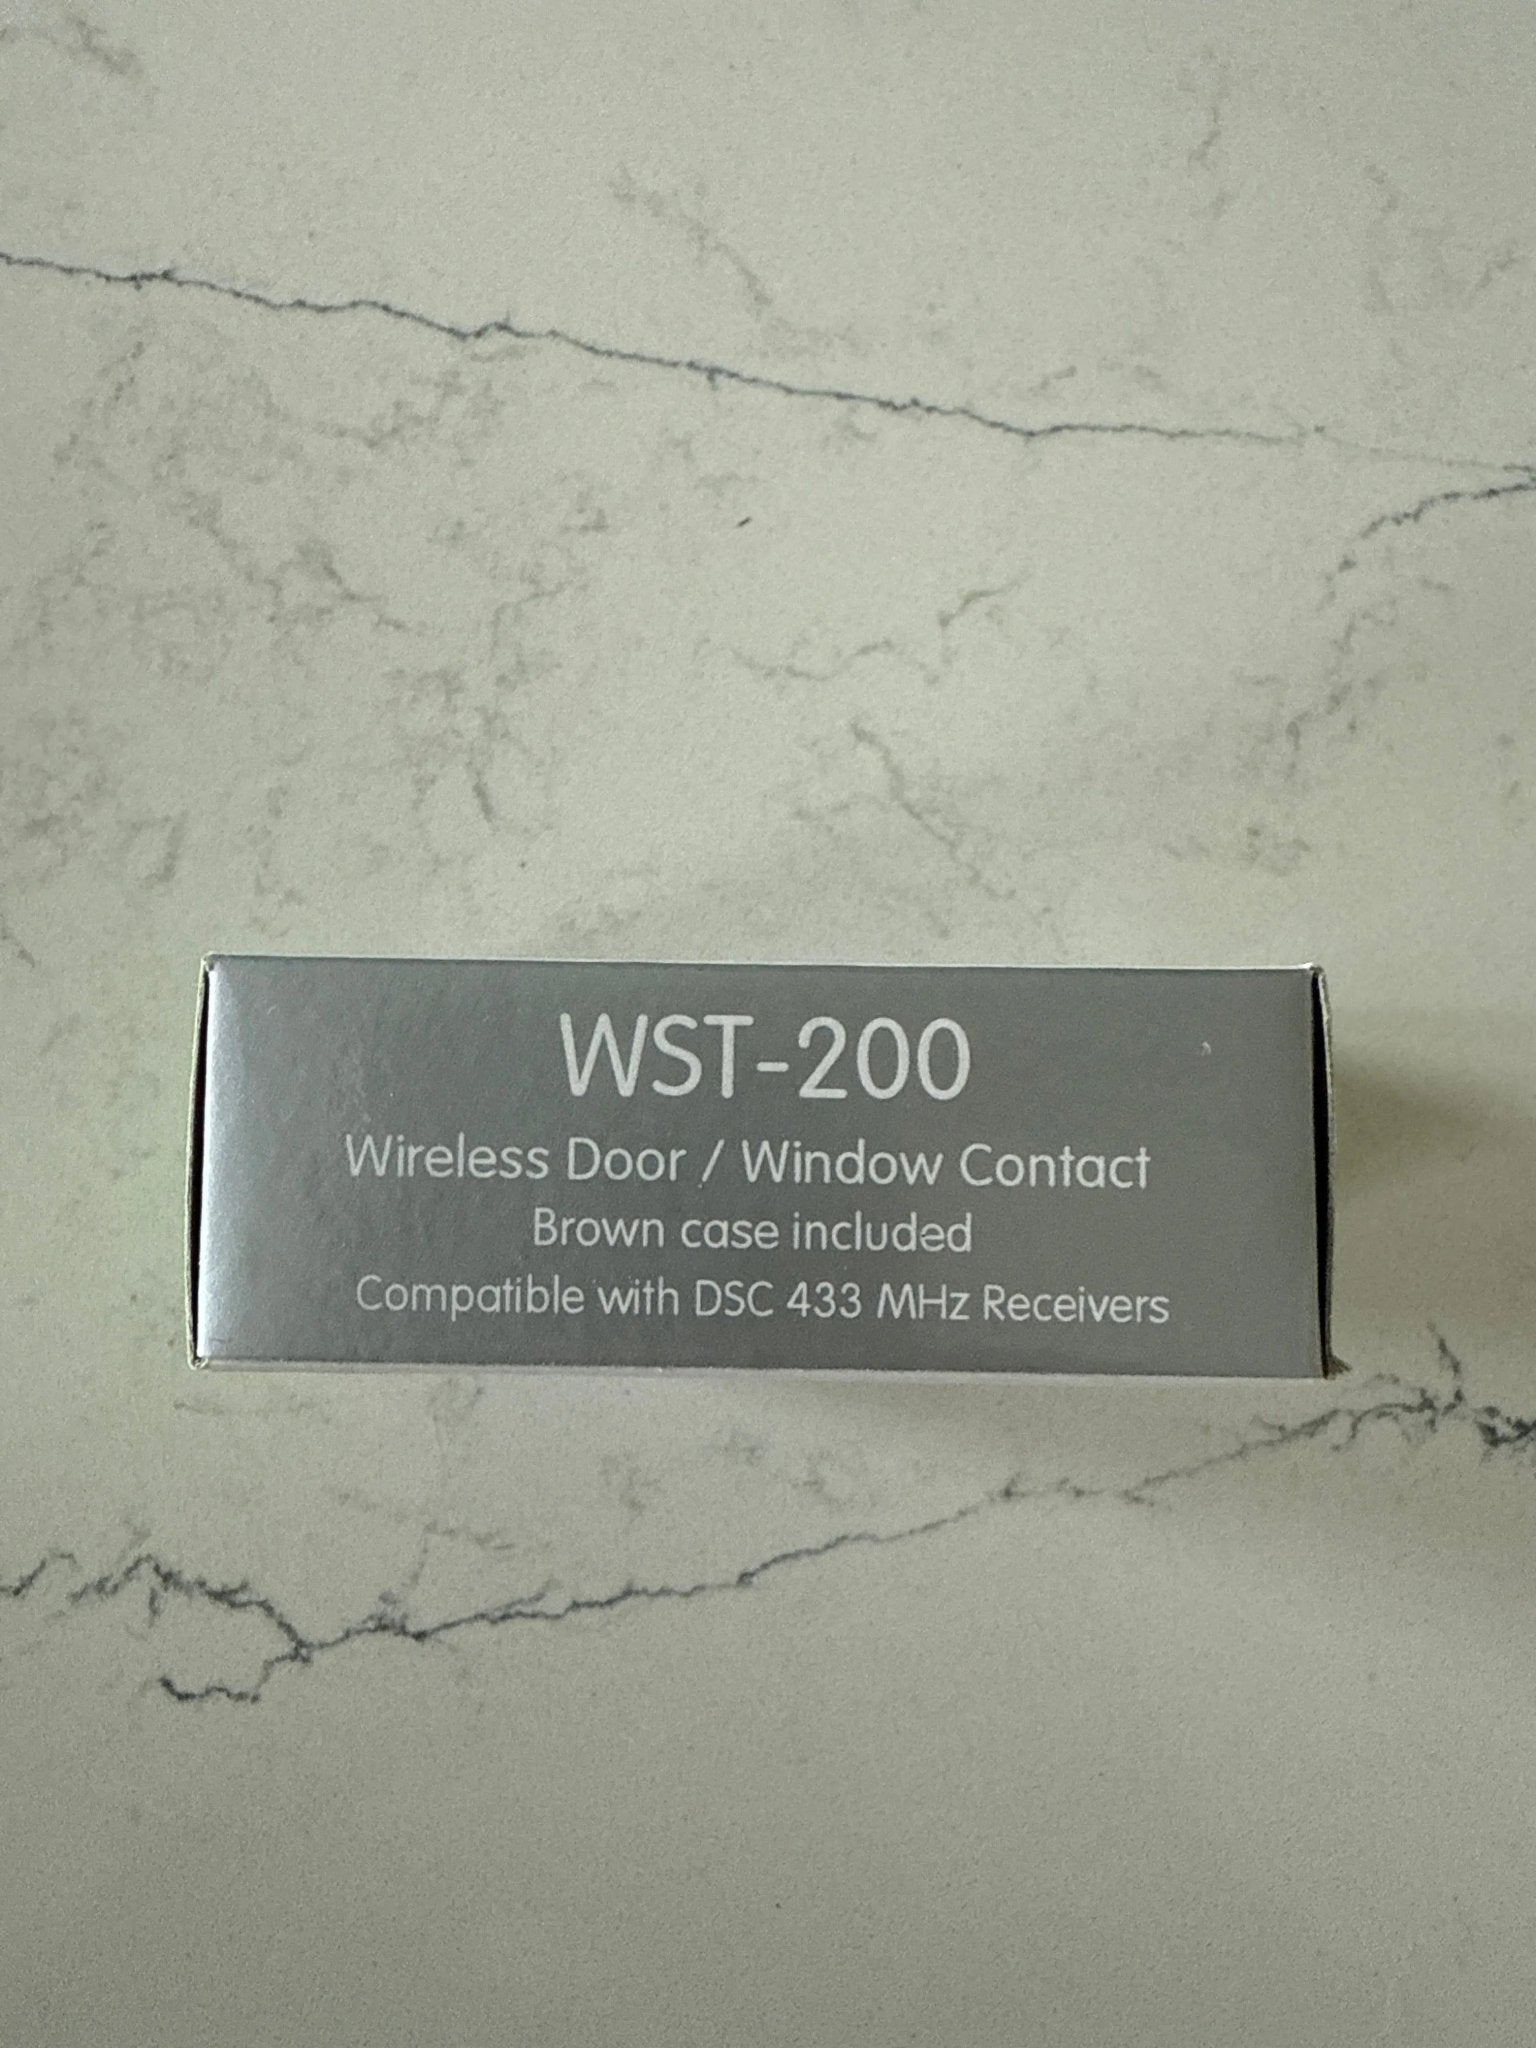 WST-200
Wireless Door / Window Contact
Brown case included
Compatible with DSC 433 MHz Receivers